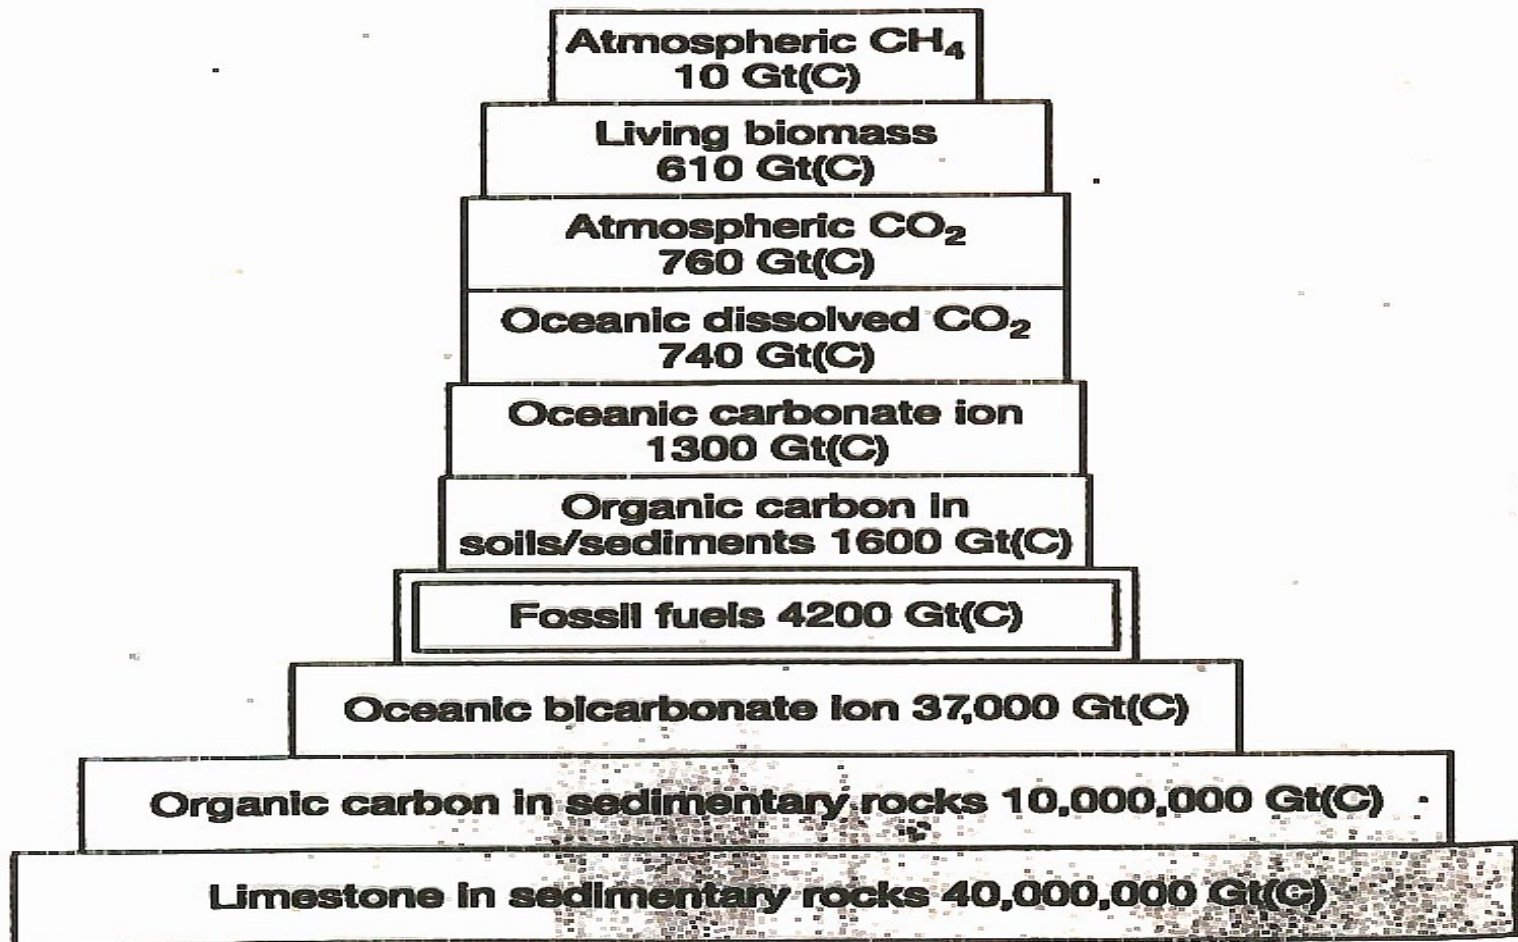 Atmospheric CH₄
10 Gt(C)
Living biomass
610 Gt(C)
Atmospheric CO₂
760 Gt(C)
Oceanic dissolved CO₂
740 Gt(C)
Oceanic carbonate ion
1300 Gt(C)
Organic carbon in
soils/sediments 1600 Gt(C)
Fossil fuels 4200 Gt(C)
Oceanic bicarbonate ion 37,000 Gt(C)
Organic carbon in sedimentary rocks 10,000,000 Gt(C)
Limestone in sedimentary rocks 40,000,000 Gt(C)